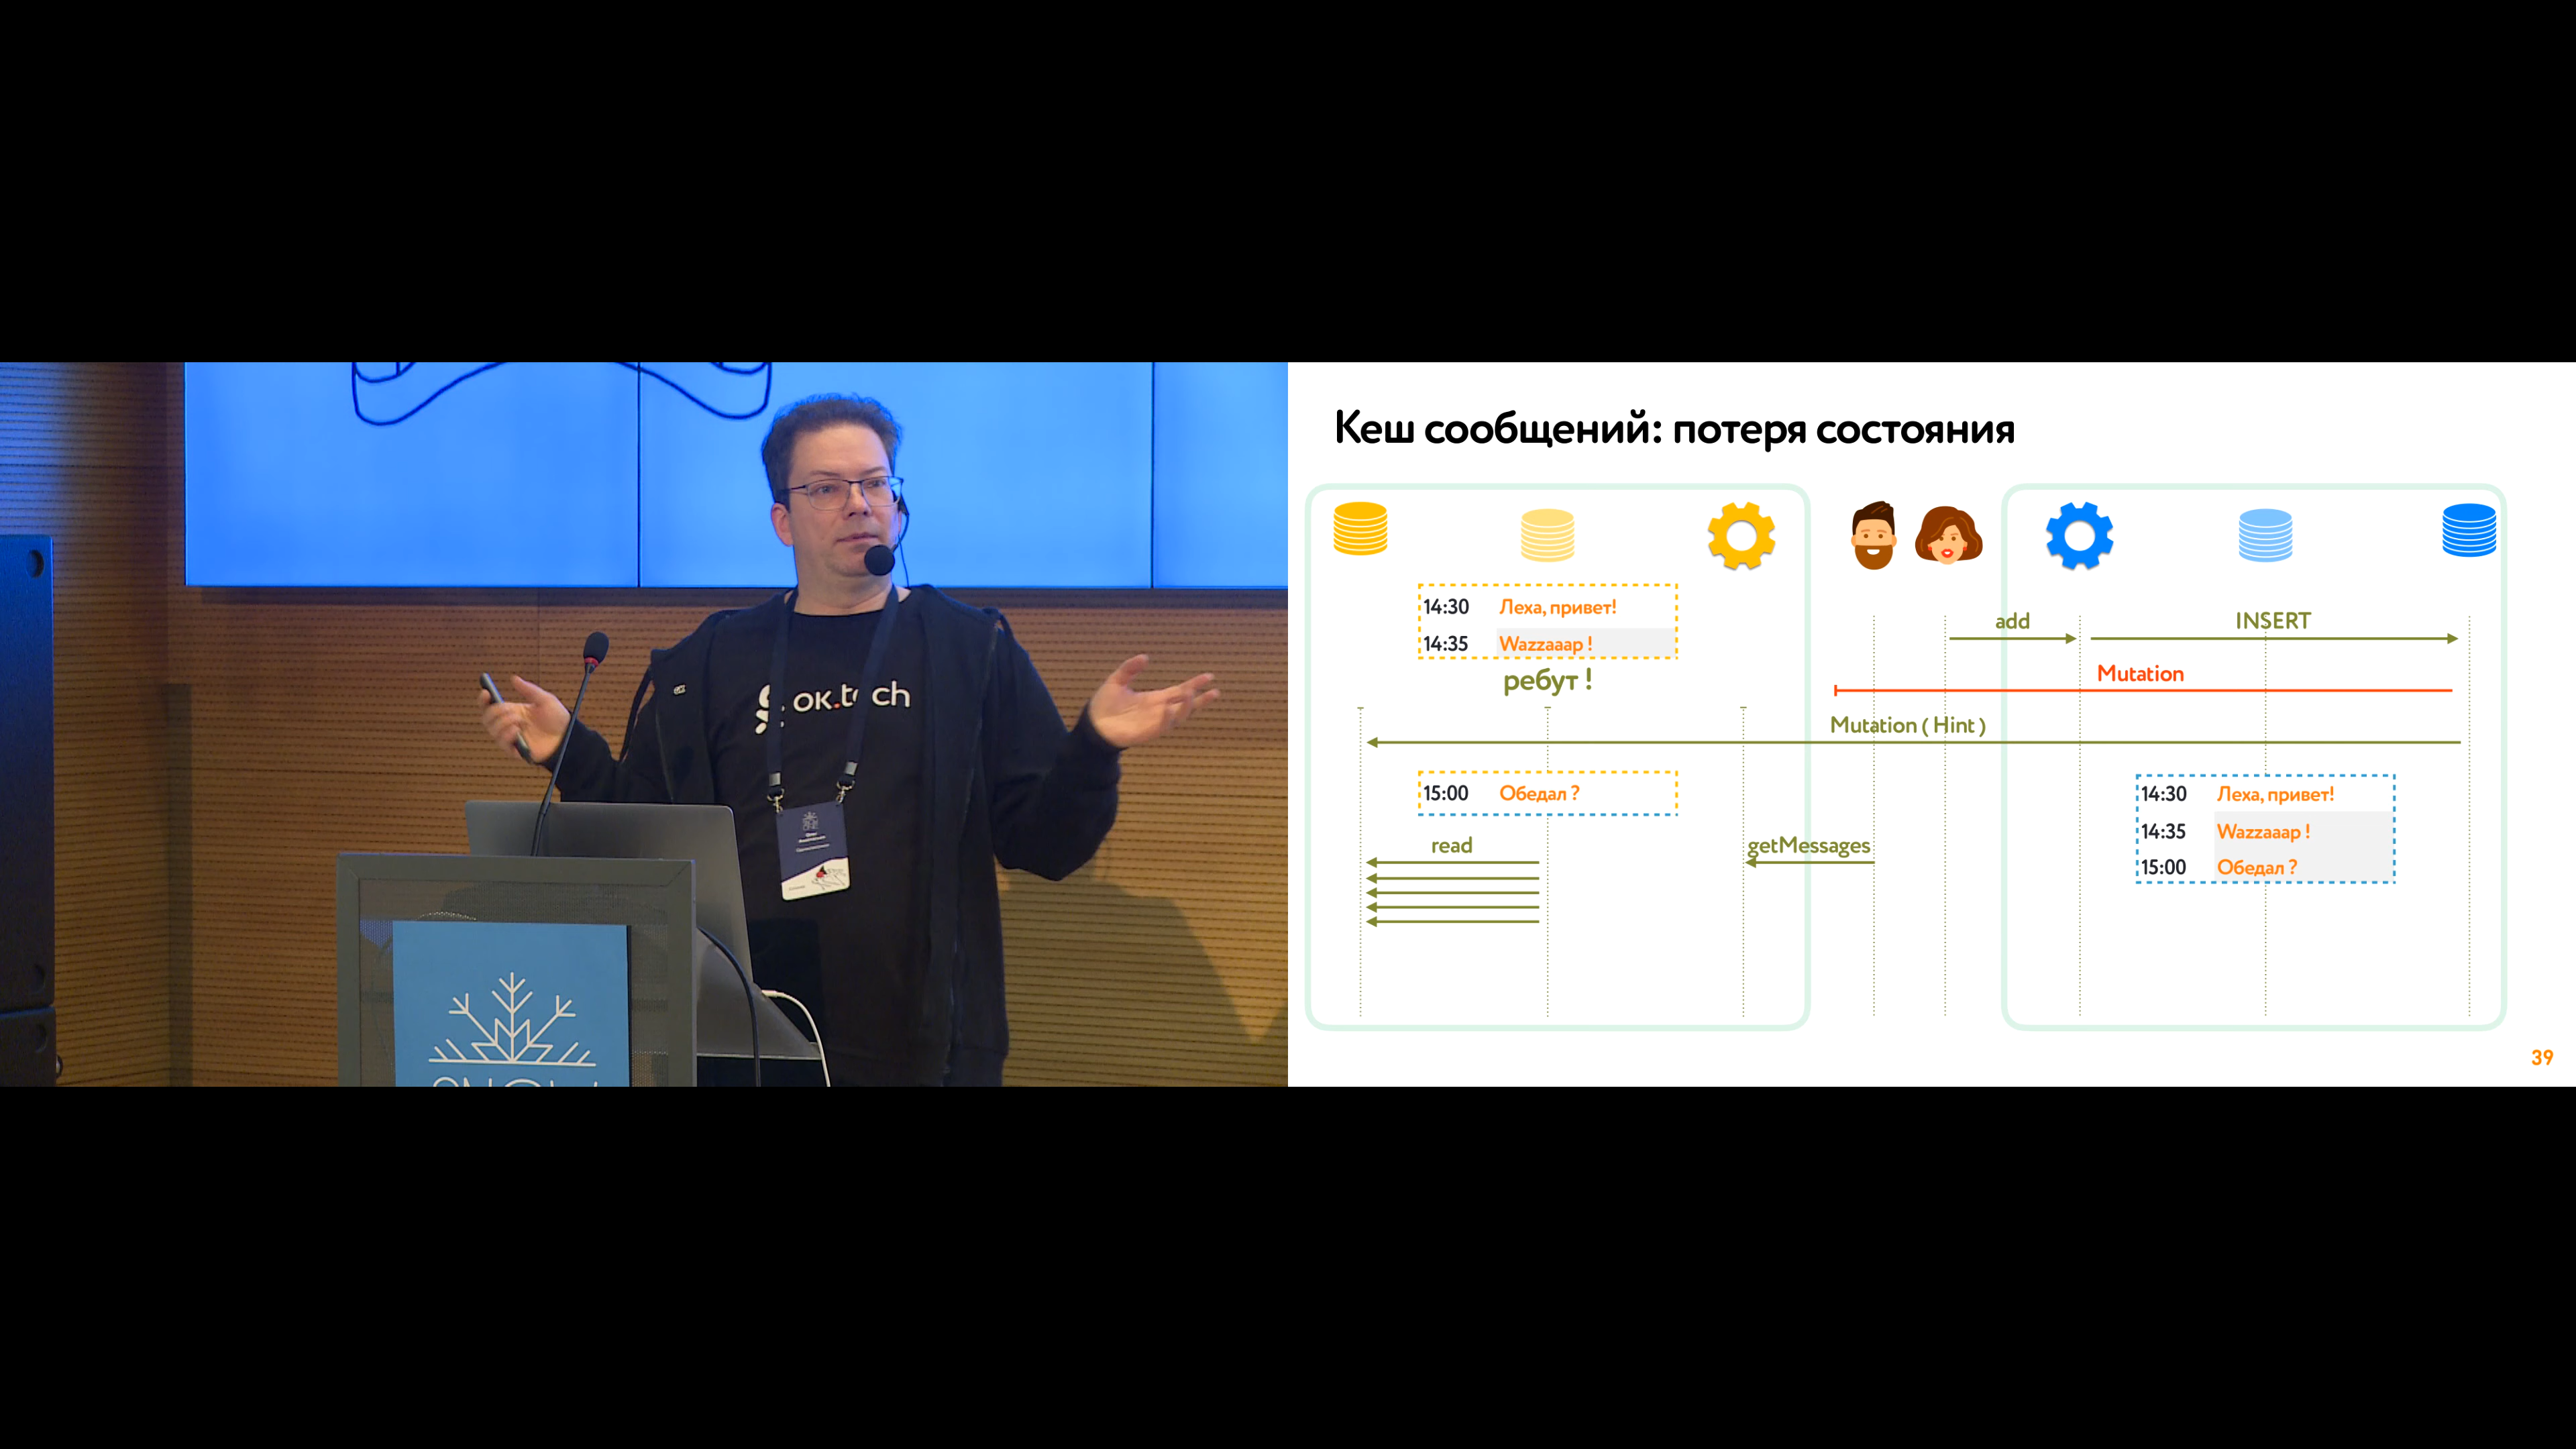 ok.tech
Кеш сообщений: потеря состояния
14:30 Леха, привет!
14:35 Wazzaaap !
ребут !
add
INSERT
Mutation
Mutation ( Hint )
15:00 Обедал ?
read
getMessages
14:30 Леха, привет!
14:35 Wazzaaap !
15:00 Обедал ?
39